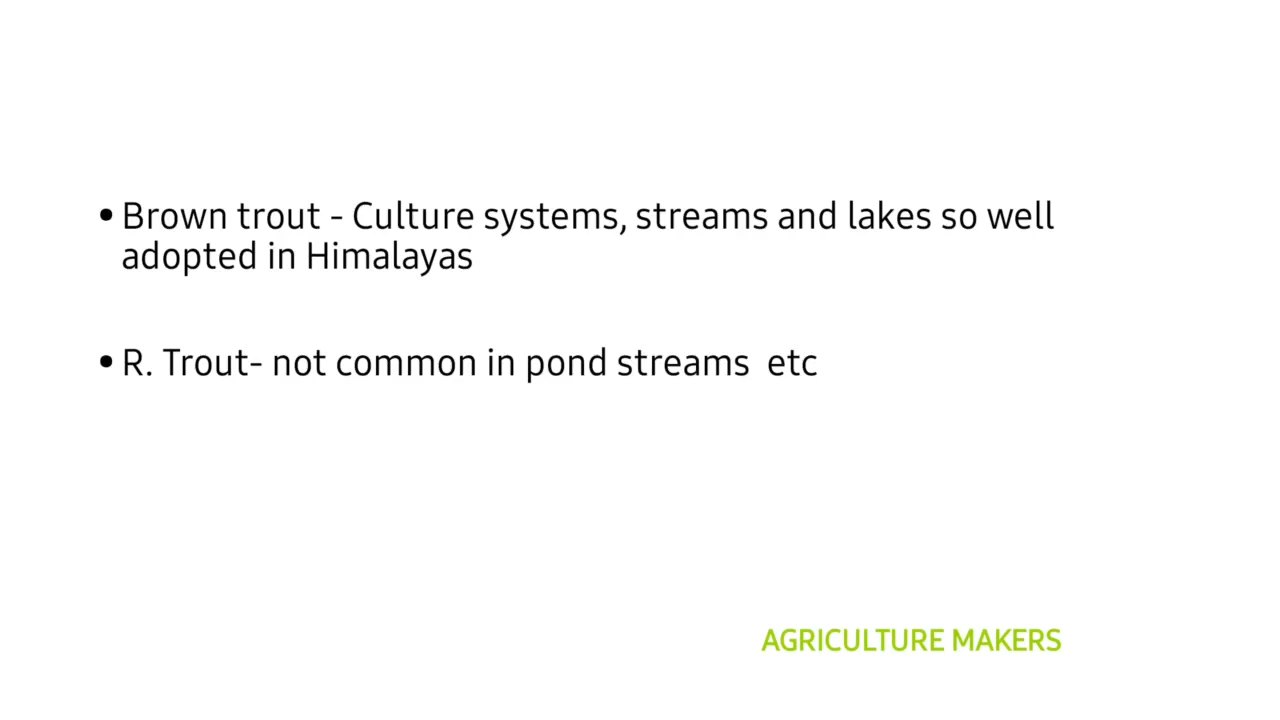 • Brown trout - Culture systems, streams and lakes so well
adopted in Himalayas
• R. Trout- not common in pond streams  etc
AGRICULTURE MAKERS